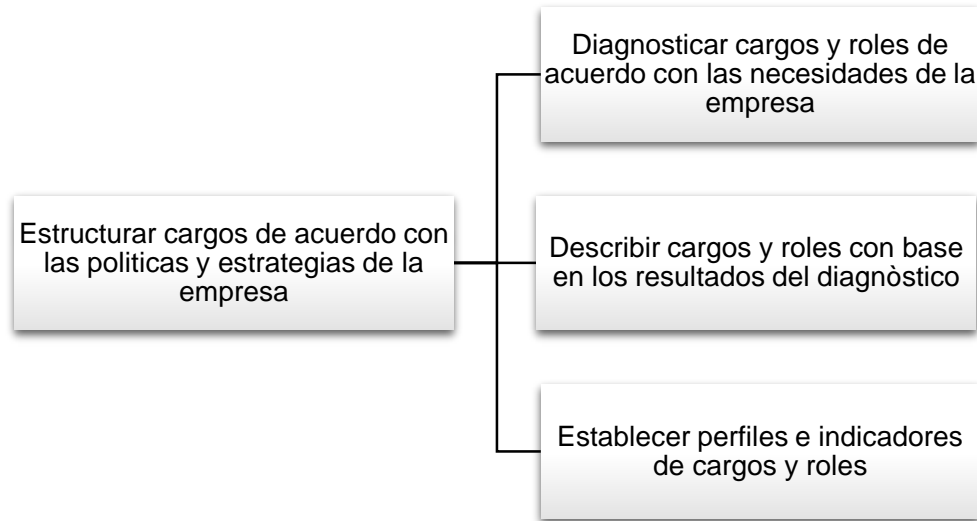 Estructurar cargos de acuerdo con
las politicas y estrategias de la
empresa
Diagnosticar cargos y roles de
acuerdo con las necesidades de la
empresa
Describir cargos y roles con base
en los resultados del diagnòstico
Establecer perfiles e indicadores
de cargos y roles